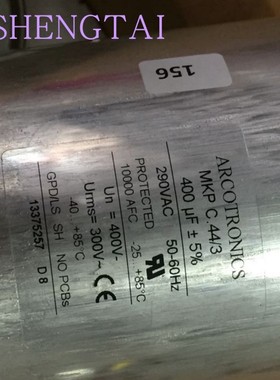 SHENGTAI
156
ARCOTRONICS
MKP C.44/3
400 µF ± 5%
290VAC 50-60Hz
PROTECTED
10000 AFC -25..+85°C
Un = 400V-
Urms= 300V~
-40..+85°C
GPD/LS SH NO PCBs
13375257 D 8